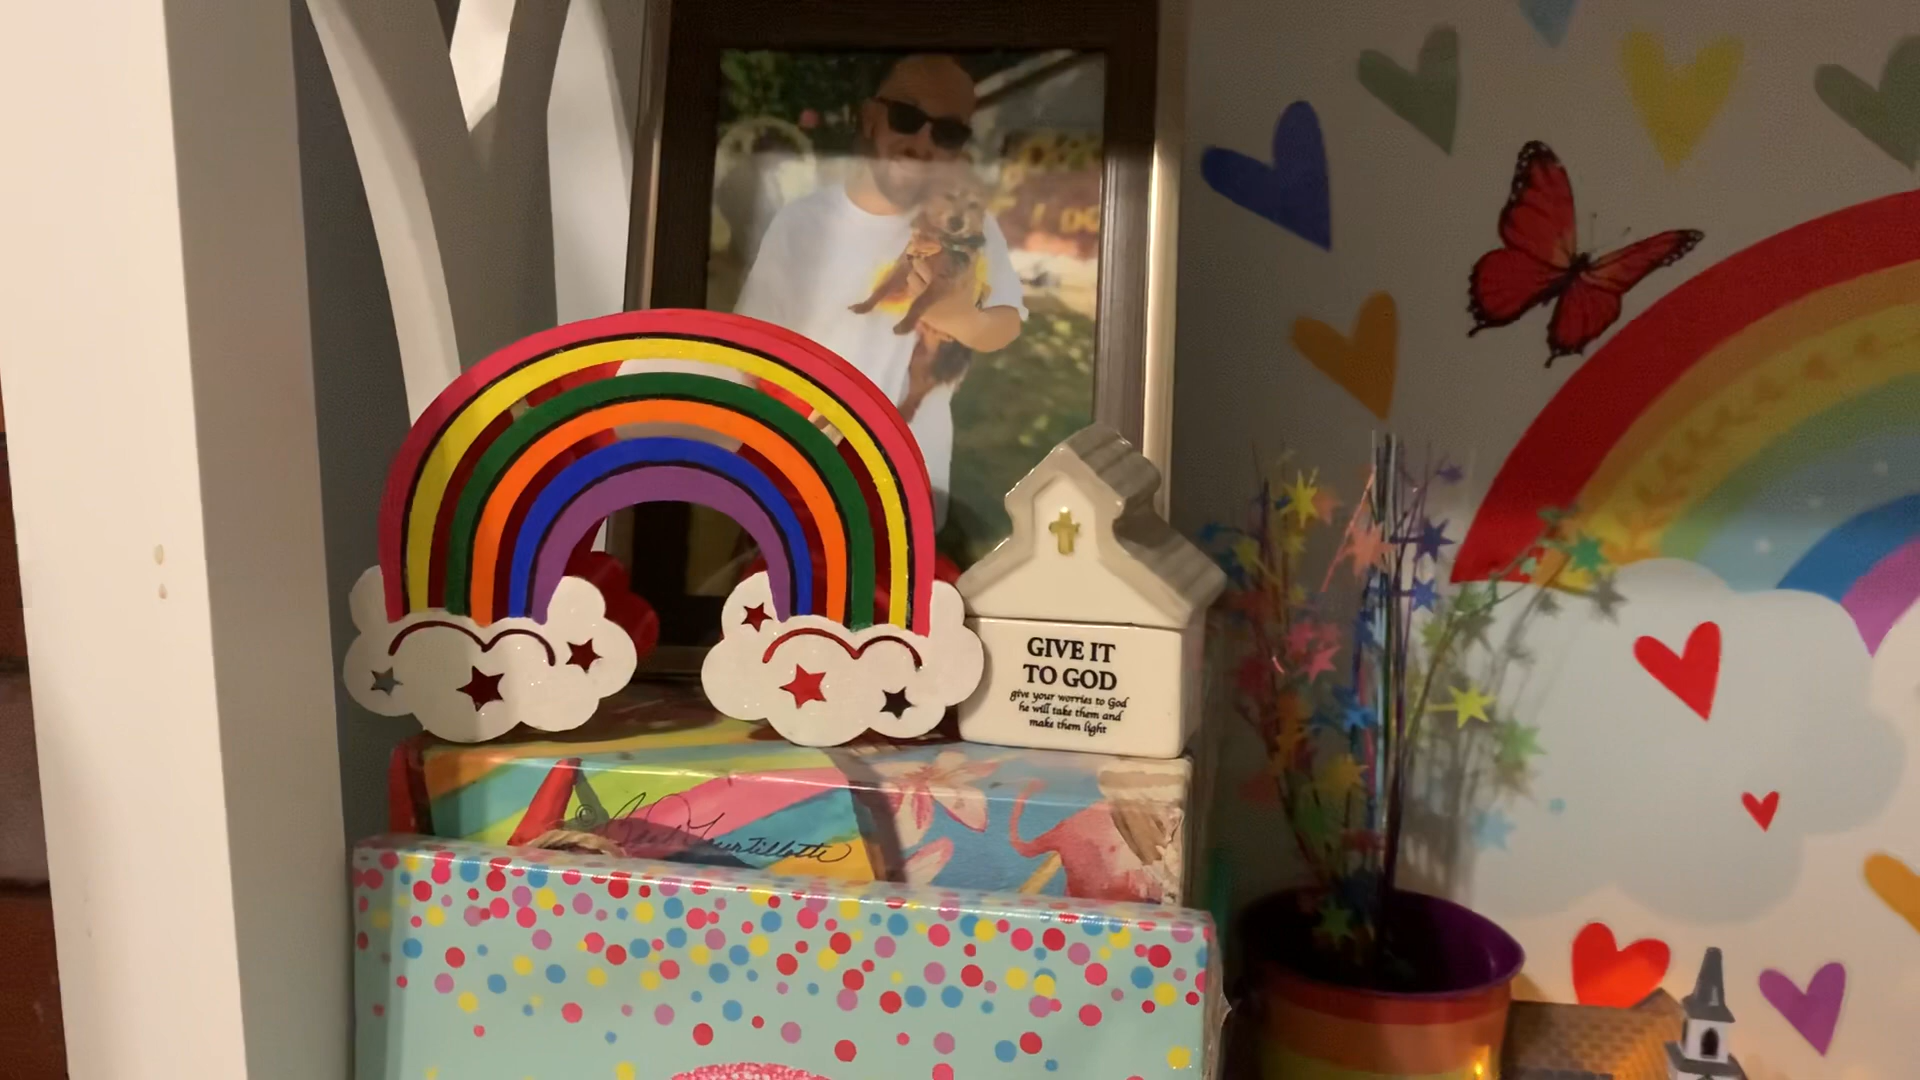 GIVE IT
TO GOD
give your worries to God
he will take them and
make them light